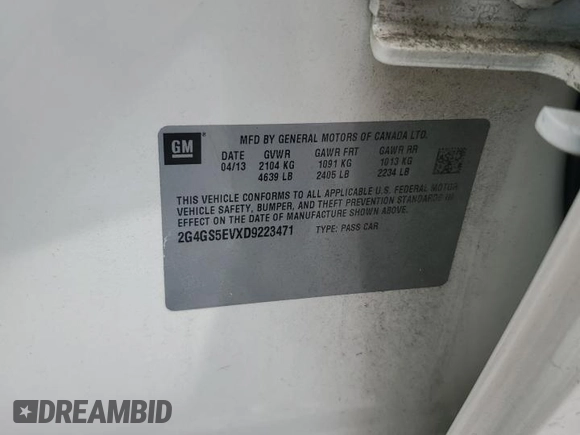 GM
MFD BY GENERAL MOTORS OF CANADA LTD.
DATE GVWR GAWR FRT GAWR RR
04/13 2104 KG 1091 KG 1013 KG
4639 LB 2405 LB 2234 LB
THIS VEHICLE CONFORMS TO ALL APPLICABLE U.S. FEDERAL MOTOR
VEHICLE SAFETY, BUMPER, AND THEFT PREVENTION STANDARDS IN
EFFECT ON THE DATE OF MANUFACTURE SHOWN ABOVE.
2G4GS5EVXD9223471 TYPE: PASS CAR
DREAMBID